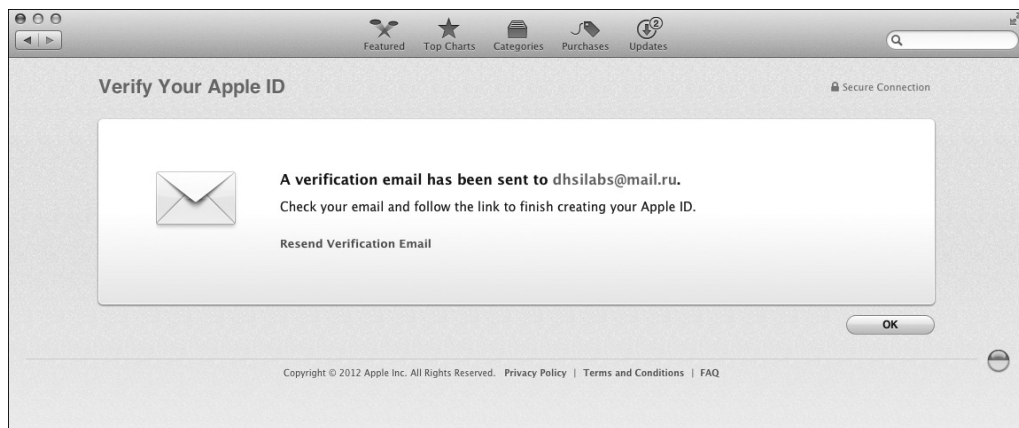 Featured Top Charts Categories Purchases Updates 2
Verify Your Apple ID
Secure Connection
A verification email has been sent to dhsilabs@mail.ru.
Check your email and follow the link to finish creating your Apple ID.
Resend Verification Email
OK
Copyright © 2012 Apple Inc. All Rights Reserved. Privacy Policy | Terms and Conditions | FAQ